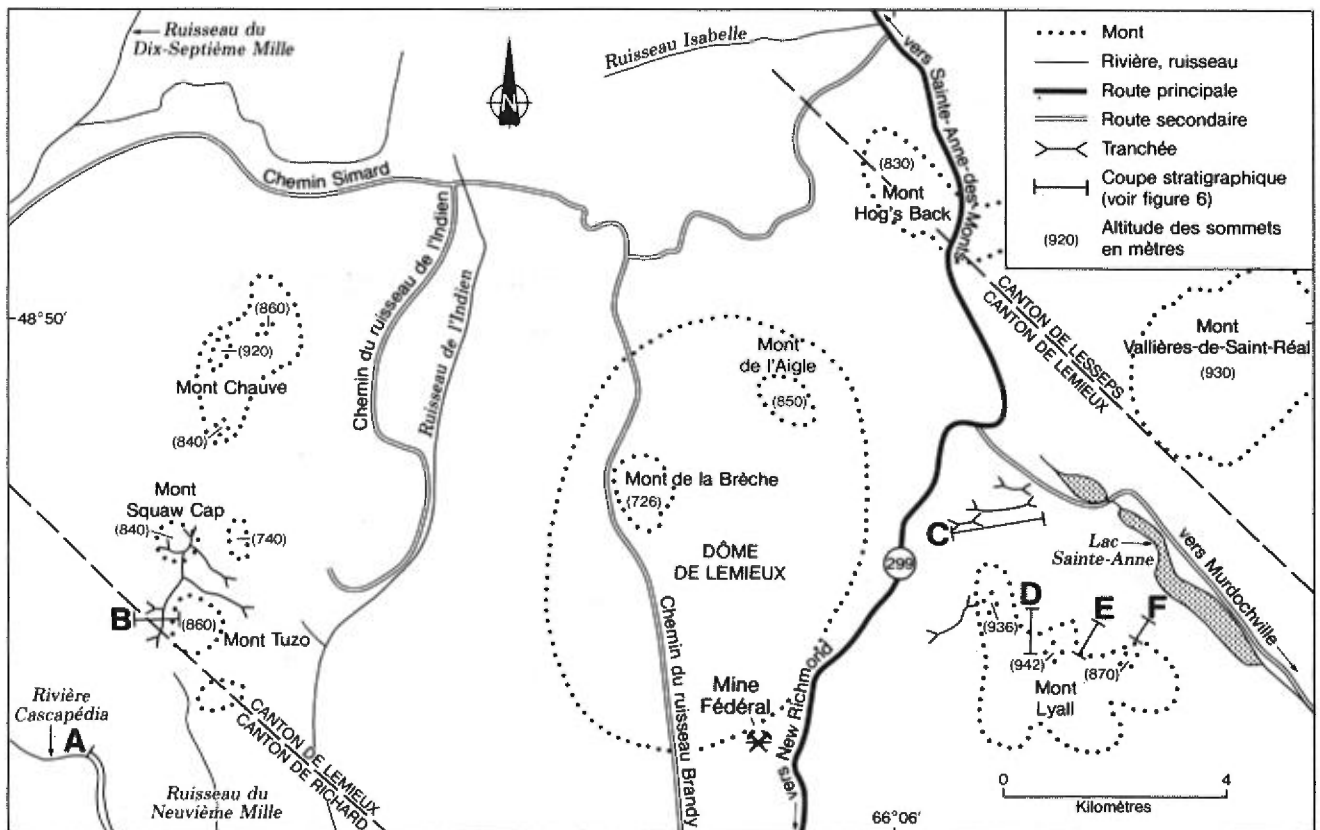 Ruisseau du
Dix-Septième Mille
Ruisseau Isabelle
N
vers Sainte-Anne-des-Monts
Mont
Rivière, ruisseau
Route principale
Route secondaire
Tranchée
Coupe stratigraphique
(voir figure 6)
(920)
Altitude des sommets
en mètres
Chemin Simard
(830)
Mont
Hog's Back
Chemin du ruisseau de l'Indien
Ruisseau de l'Indien
48°50'
(860)
(920)
Mont Chauve
(840)
Mont
de l'Aigle
(850)
CANTON DE LESSEPS
CANTON DE LEMIEUX
Mont
Vallières-de-Saint-Réal
(930)
Mont
Squaw Cap
(840)
(740)
Mont de la Brèche
(726)
DÔME
DE LEMIEUX
C
299
Lac
Sainte-Anne
vers Murdochville
B
(860)
Mont Tuzo
Chemin du ruisseau Brandy
D
E
F
(936)
(942)
(870)
Mont
Lyall
Mine
Fédéral
vers New Richmond
Rivière
Cascapédia
A
CANTON DE LEMIEUX
CANTON DE RICHARD
Ruisseau du
Neuvième Mille
0
4
Kilomètres
66°06'